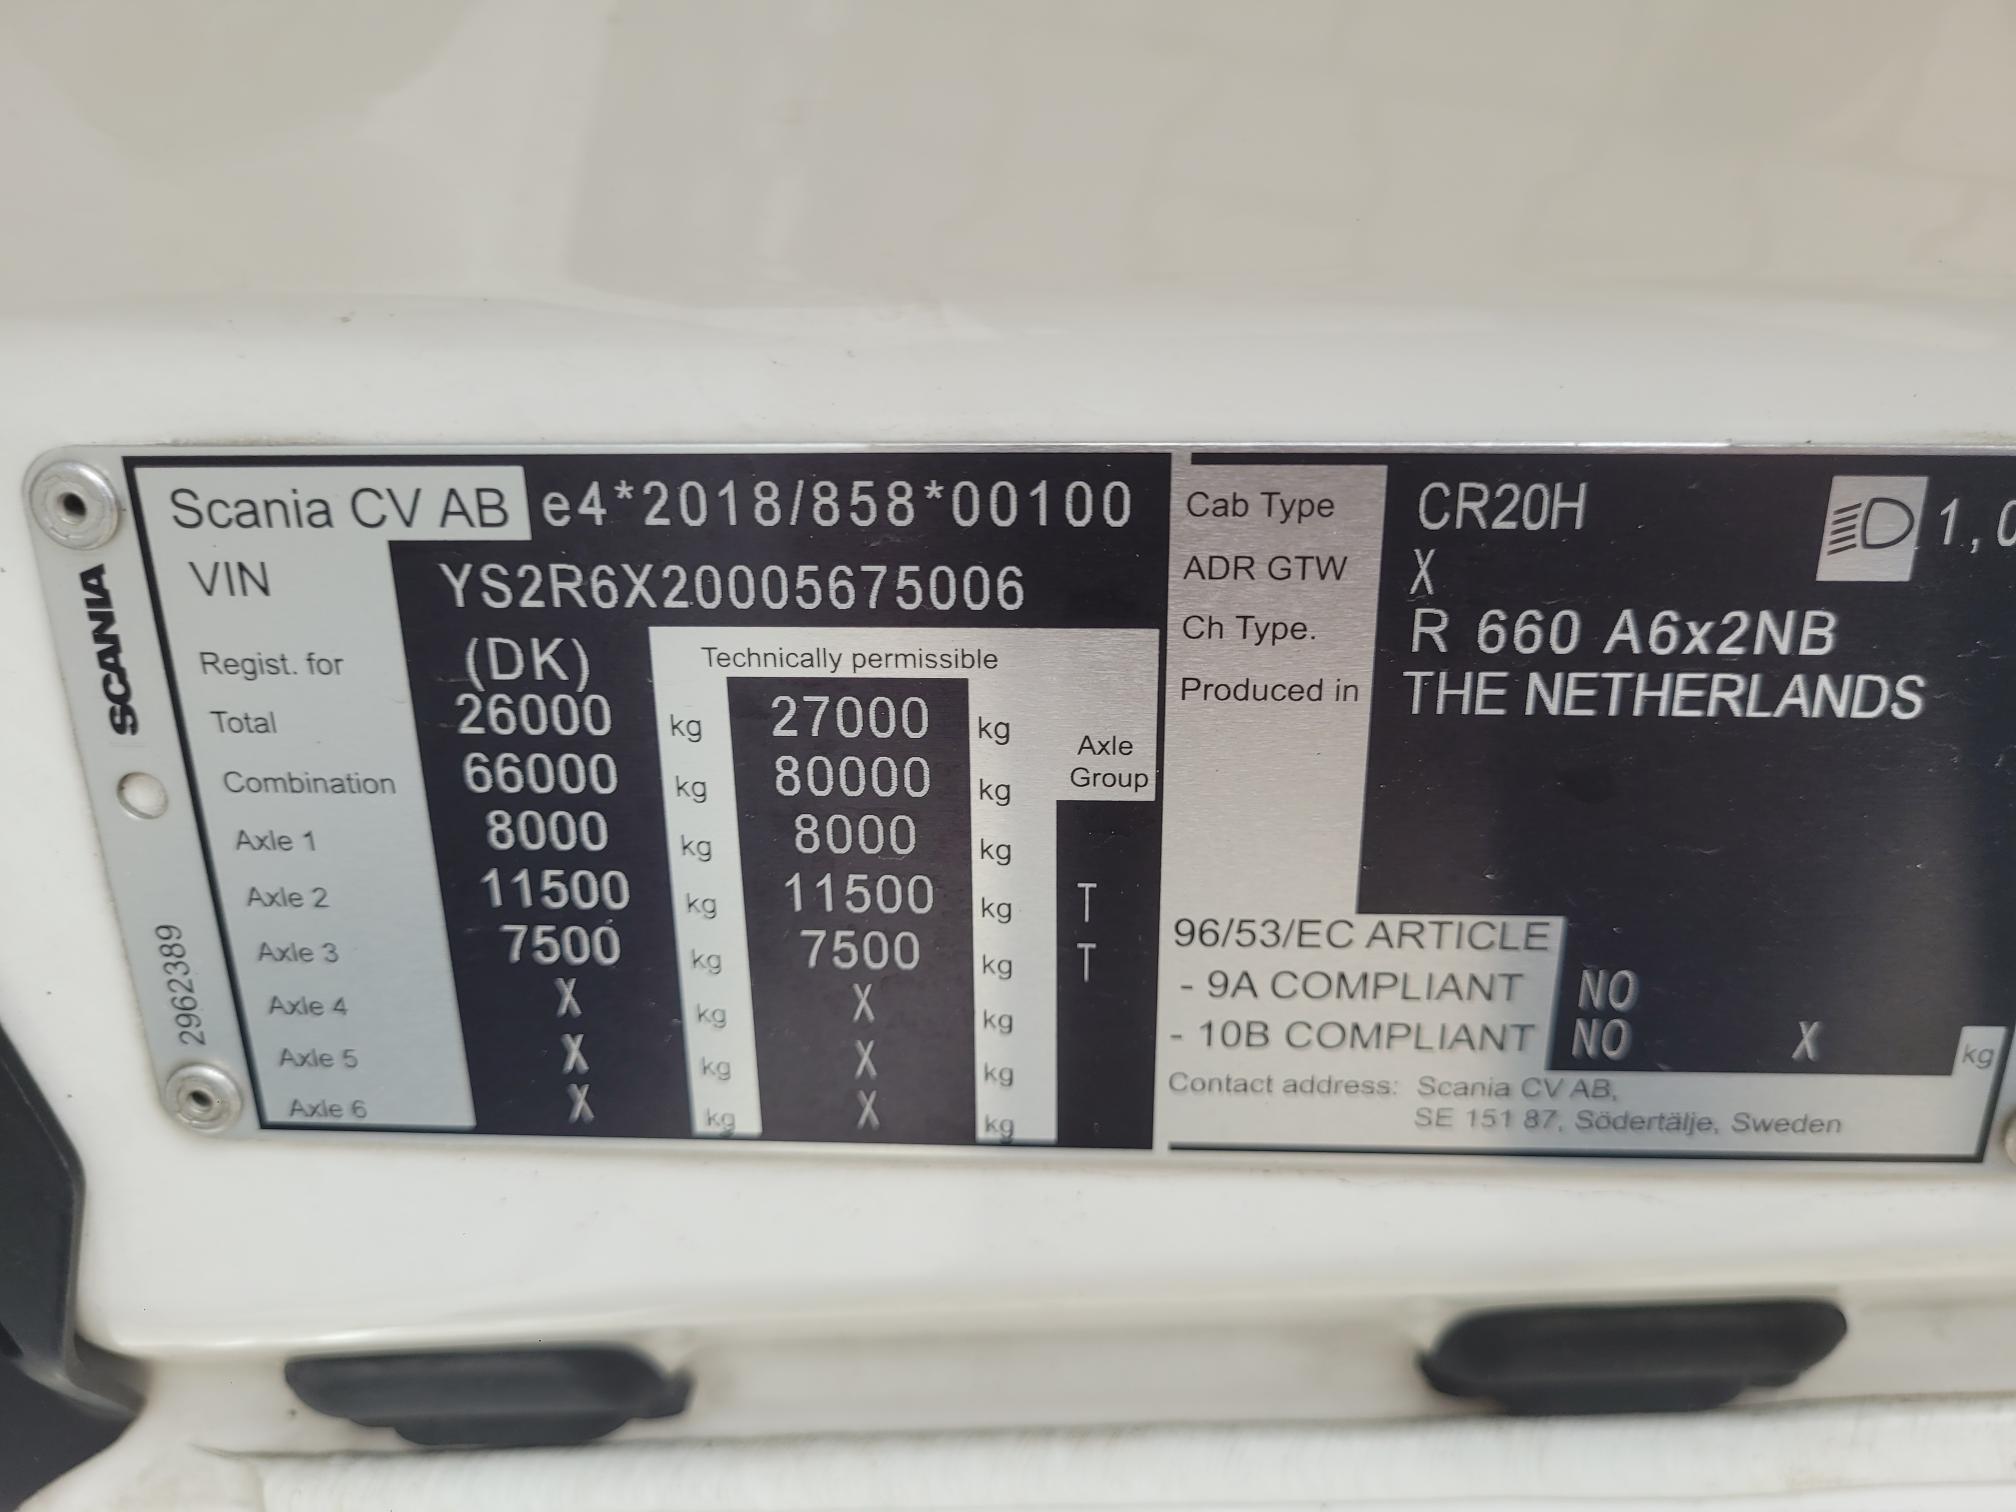 Scania CV AB e4*2018/858*00100
VIN YS2R6X20005675006
Regist. for (DK) Technically permissible
Total 26000 kg 27000 kg
Axle Group
Combination 66000 kg 80000 kg
Axle 1 8000 kg 8000 kg
Axle 2 11500 kg 11500 kg T
Axle 3 7500 kg 7500 kg T
Axle 4 X kg X kg
Axle 5 X kg X kg
Axle 6 X kg X kg
SCANIA
2962389
Cab Type CR20H 1,0
ADR GTW X
Ch Type. R 660 A6x2NB
Produced in THE NETHERLANDS
96/53/EC ARTICLE
- 9A COMPLIANT NO
- 10B COMPLIANT NO X kg
Contact address: Scania CV AB,
SE 151 87, Södertälje, Sweden